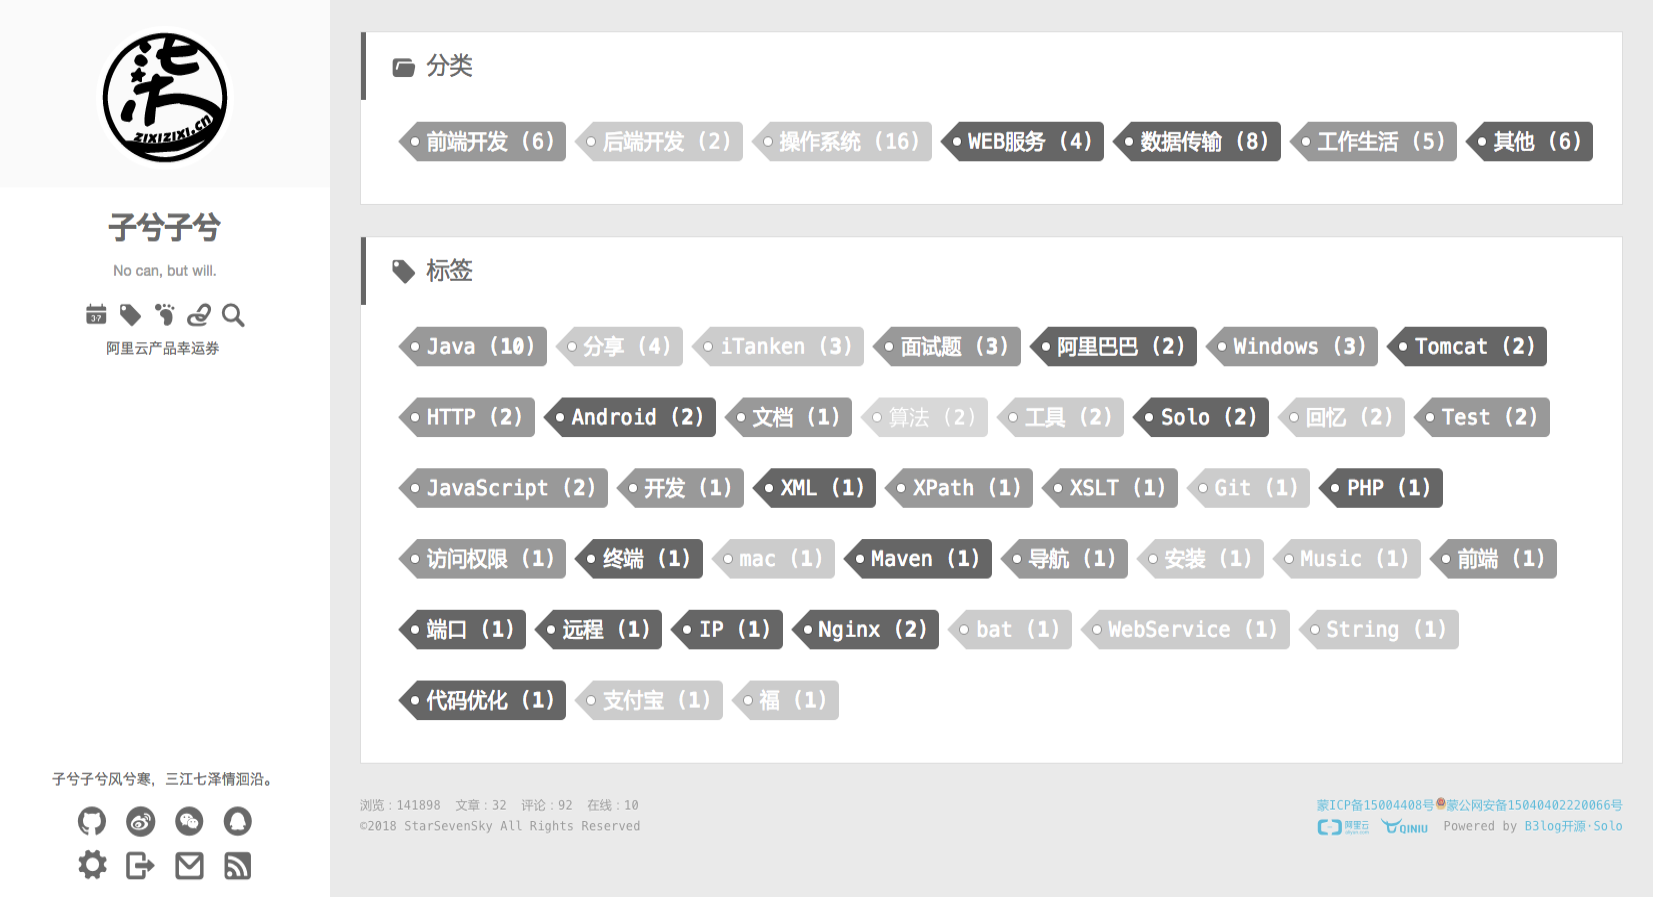 柒
zixizixi.cn
子兮子兮
No can, but will.
37
阿里云产品幸运券
子兮子兮风兮寒，三江七泽情洄沿。
分类
前端开发 (6) 后端开发 (2) 操作系统 (16) WEB服务 (4) 数据传输 (8) 工作生活 (5) 其他 (6)
标签
Java (10) 分享 (4) iTanken (3) 面试题 (3) 阿里巴巴 (2) Windows (3) Tomcat (2)
HTTP (2) Android (2) 文档 (1) 算法 (2) 工具 (2) Solo (2) 回忆 (2) Test (2)
JavaScript (2) 开发 (1) XML (1) XPath (1) XSLT (1) Git (1) PHP (1)
访问权限 (1) 终端 (1) mac (1) Maven (1) 导航 (1) 安装 (1) Music (1) 前端 (1)
端口 (1) 远程 (1) IP (1) Nginx (2) bat (1) WebService (1) String (1)
代码优化 (1) 支付宝 (1) 福 (1)
浏览：141898 文章：32 评论：92 在线：10
©2018 StarSevenSky All Rights Reserved
蒙ICP备15004408号 蒙公网安备15040402220066号
阿里云 QINIU Powered by B3log开源·Solo